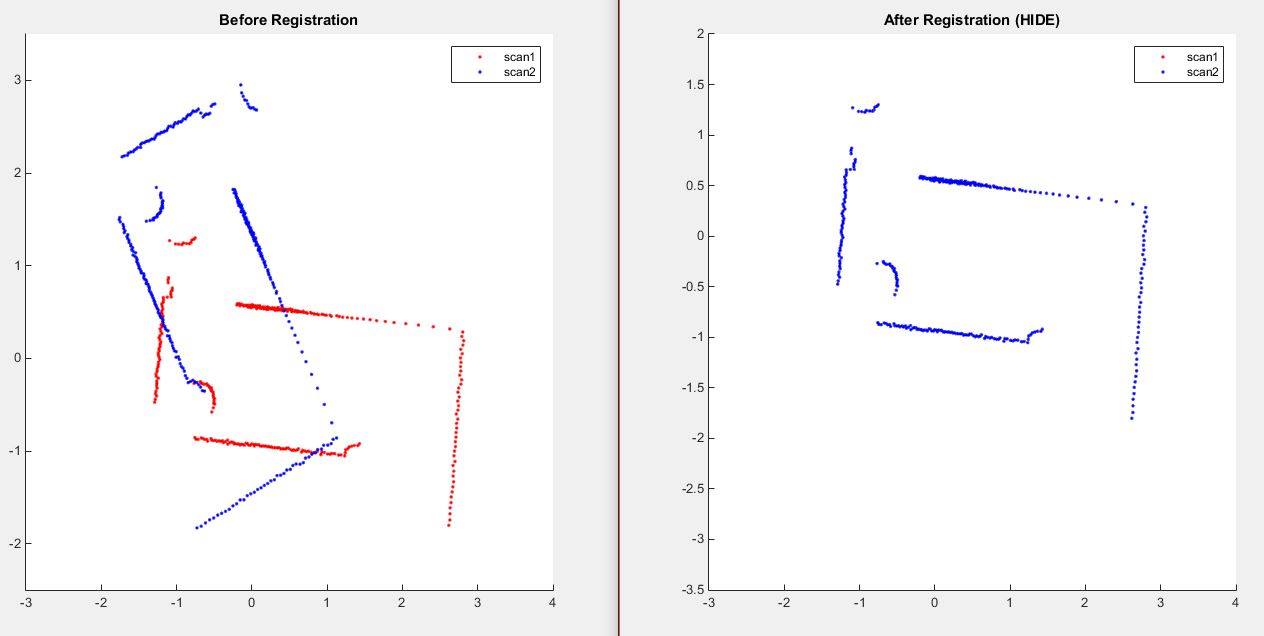 Before Registration
scan1
scan2
3
2
1
0
-1
-2
-3 -2 -1 0 1 2 3 4
After Registration (HIDE)
scan1
scan2
2
1.5
1
0.5
0
-0.5
-1
-1.5
-2
-2.5
-3
-3.5
-3 -2 -1 0 1 2 3 4